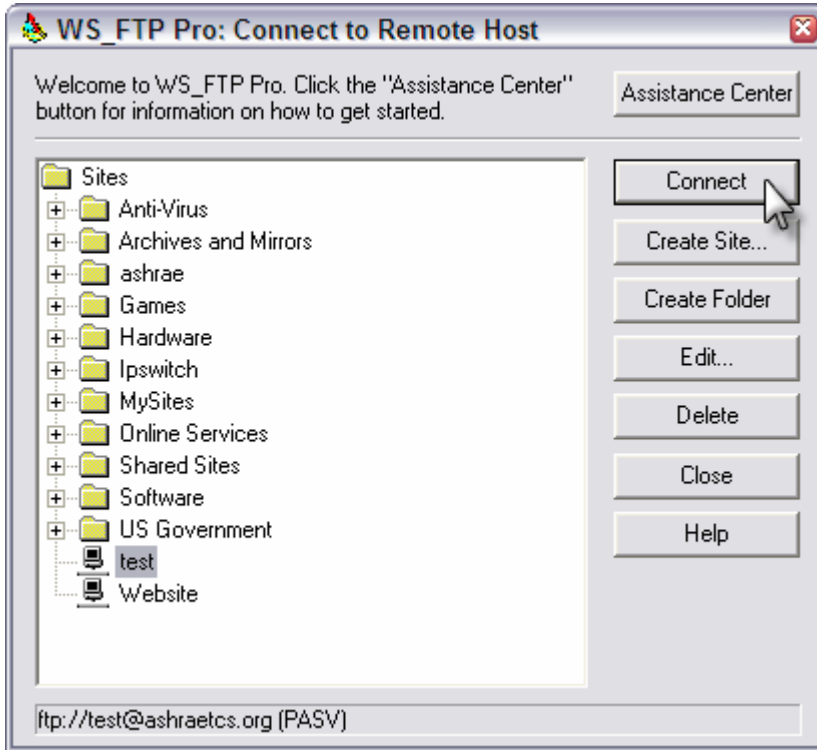 WS_FTP Pro: Connect to Remote Host
Welcome to WS_FTP Pro. Click the "Assistance Center"
button for information on how to get started.
Assistance Center
Sites
Anti-Virus
Archives and Mirrors
ashrae
Games
Hardware
Ipswitch
MySites
Online Services
Shared Sites
Software
US Government
test
Website
Connect
Create Site...
Create Folder
Edit...
Delete
Close
Help
ftp://test@ashraetcs.org (PASV)